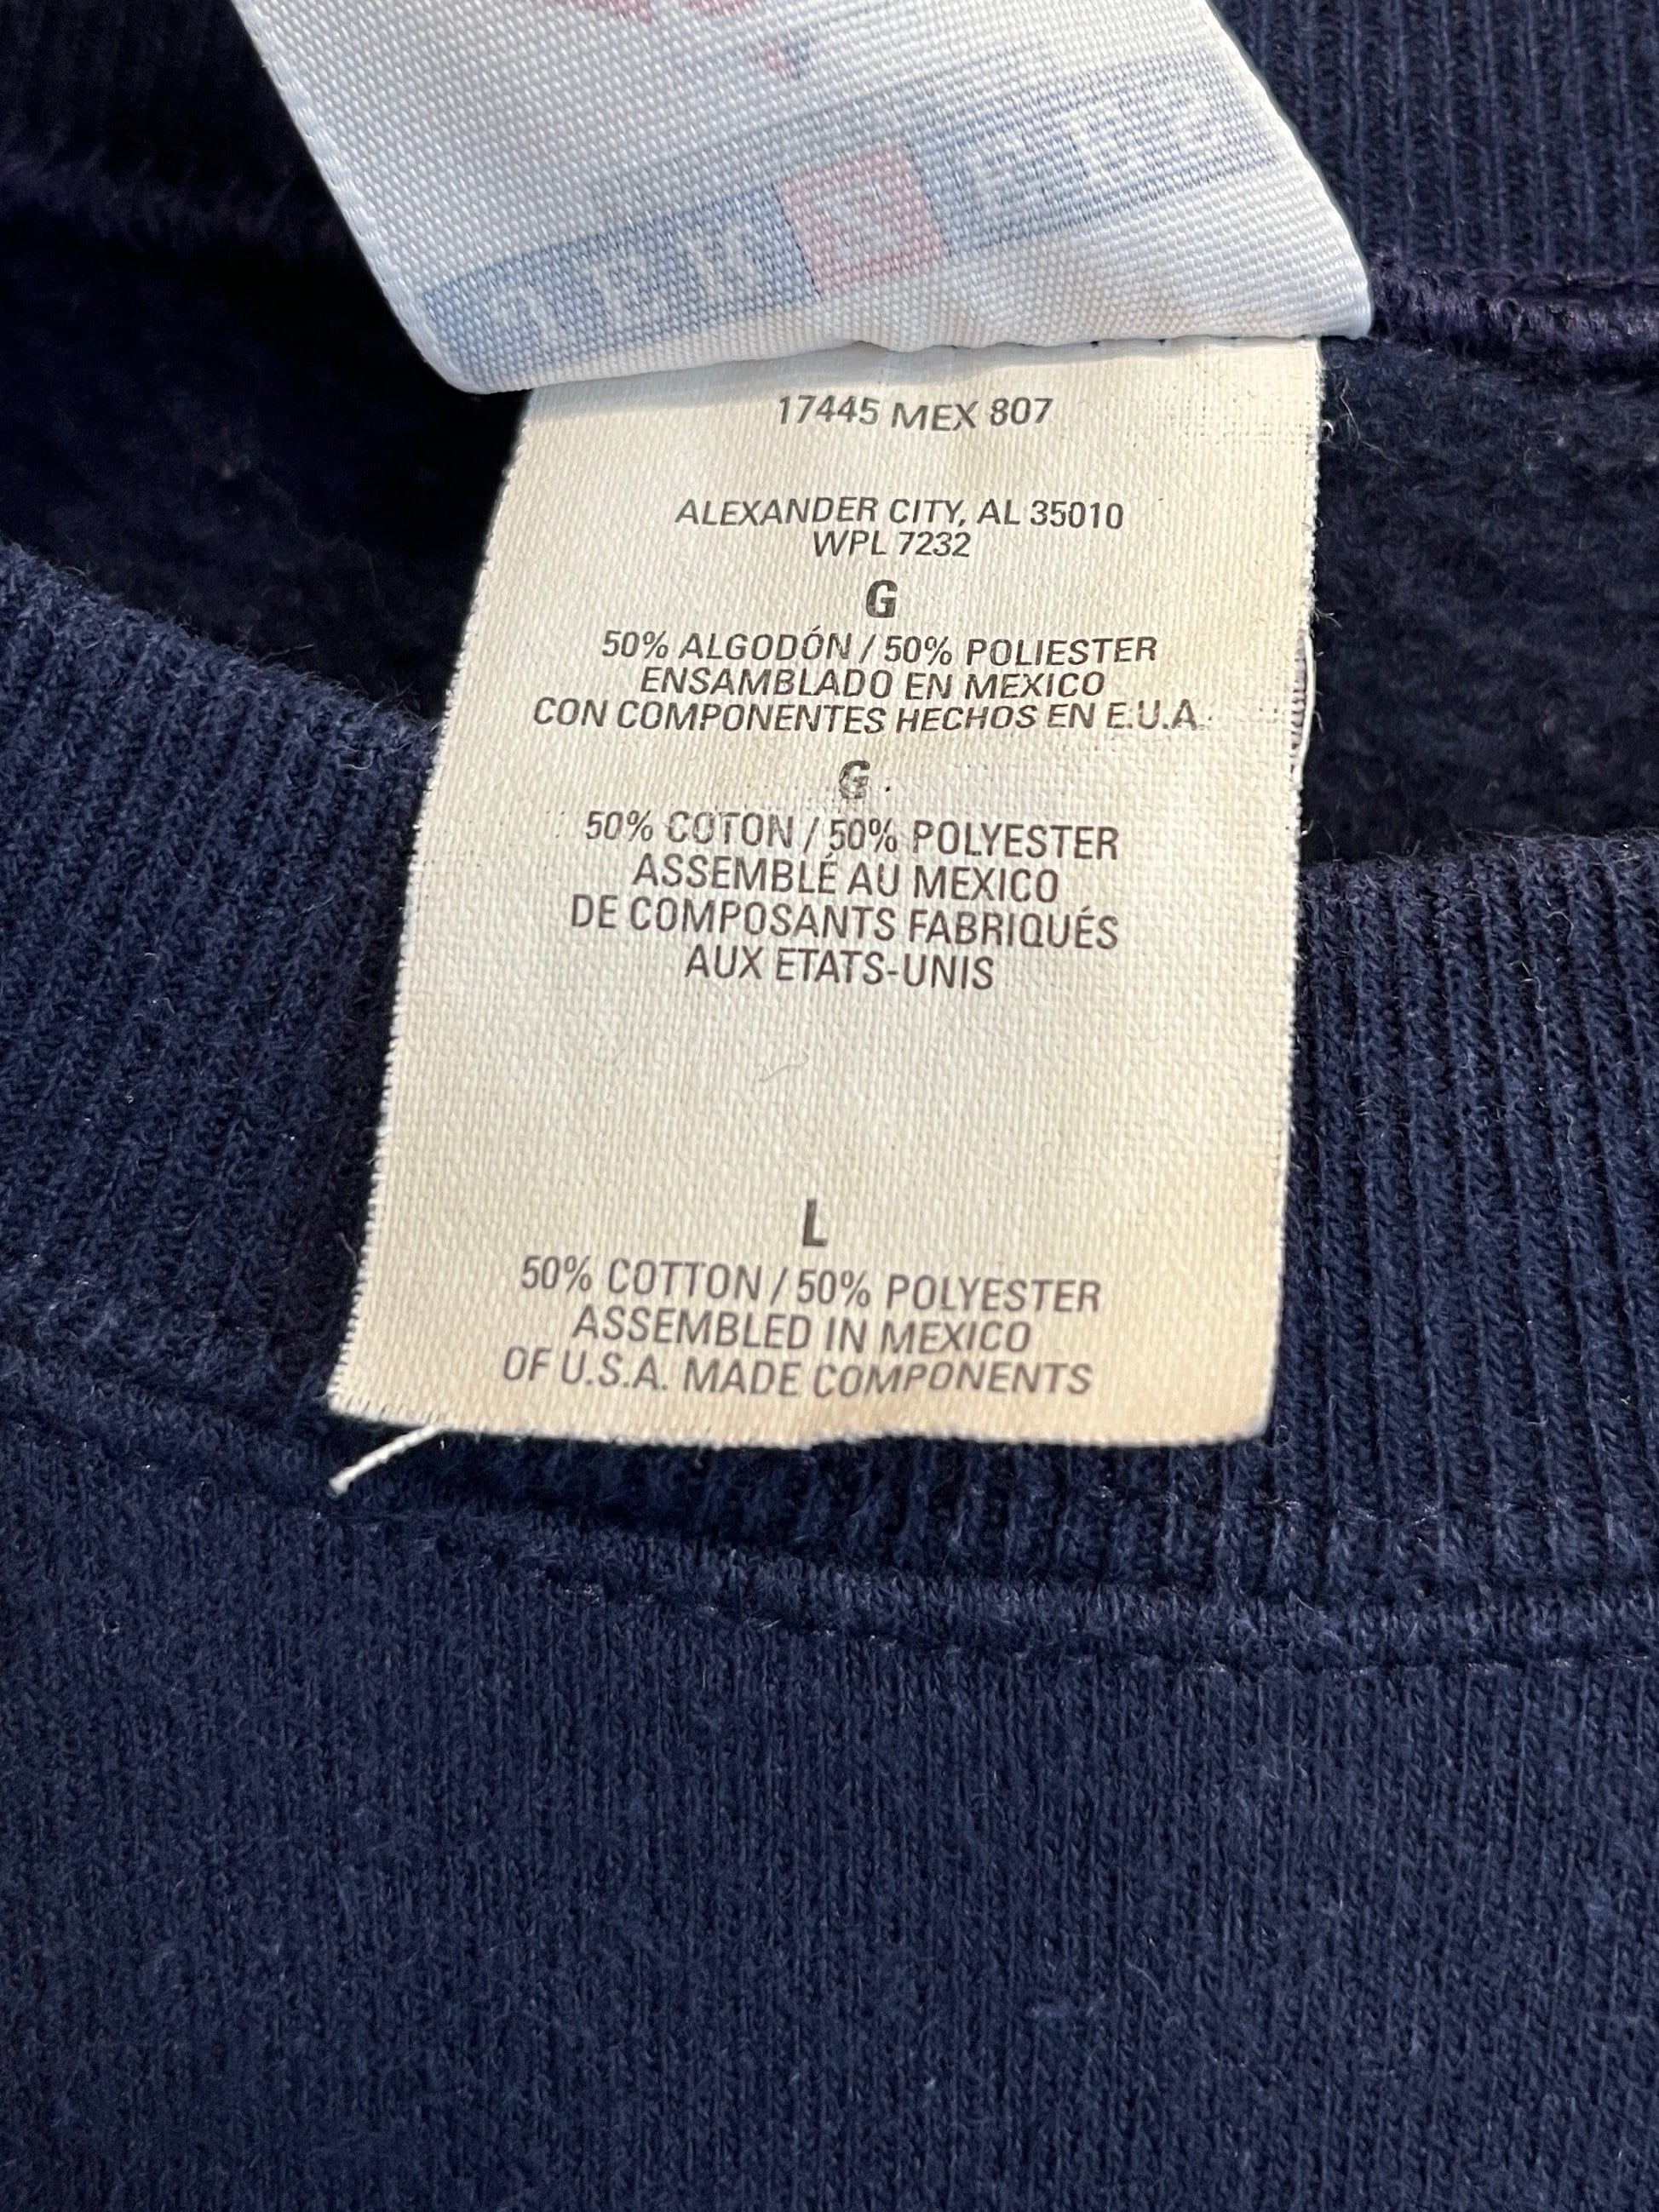 17445 MEX 807
ALEXANDER CITY, AL 35010
WPL 7232
G
50% ALGODÓN / 50% POLIESTER
ENSAMBLADO EN MEXICO
CON COMPONENTES HECHOS EN E.U.A.
G
50% COTON / 50% POLYESTER
ASSEMBLÉ AU MEXICO
DE COMPOSANTS FABRIQUÉS
AUX ETATS-UNIS
L
50% COTTON / 50% POLYESTER
ASSEMBLED IN MEXICO
OF U.S.A. MADE COMPONENTS